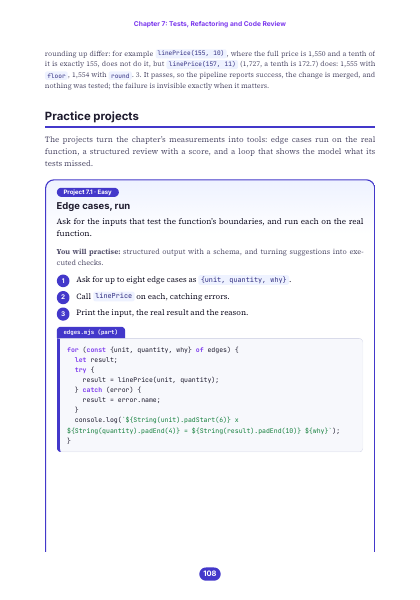 Chapter 7: Tests, Refactoring and Code Review
rounding up differ: for example linePrice(155, 10), where the full price is 1,550 and a tenth of
it is exactly 155, does not do it, but linePrice(157, 11) (1,727, a tenth is 172.7) does: 1,555 with
floor, 1,554 with round. 3. It passes, so the pipeline reports success, the change is merged, and
nothing was tested; the failure is invisible exactly when it matters.
Practice projects
The projects turn the chapter's measurements into tools: edge cases run on the real
function, a structured review with a score, and a loop that shows the model what its
tests missed.
Project 7.1 · Easy
Edge cases, run
Ask for the inputs that test the function's boundaries, and run each on the real
function.
You will practise: structured output with a schema, and turning suggestions into exe-
cuted checks.
1 Ask for up to eight edge cases as {unit, quantity, why}.
2 Call linePrice on each, catching errors.
3 Print the input, the real result and the reason.
edges.mjs (part)
for (const {unit, quantity, why} of edges) {
  let result;
  try {
    result = linePrice(unit, quantity);
  } catch (error) {
    result = error.name;
  }
  console.log(`${String(unit).padStart(6)} x
${String(quantity).padEnd(4)} = ${String(result).padEnd(10)} ${why}`);
}
108